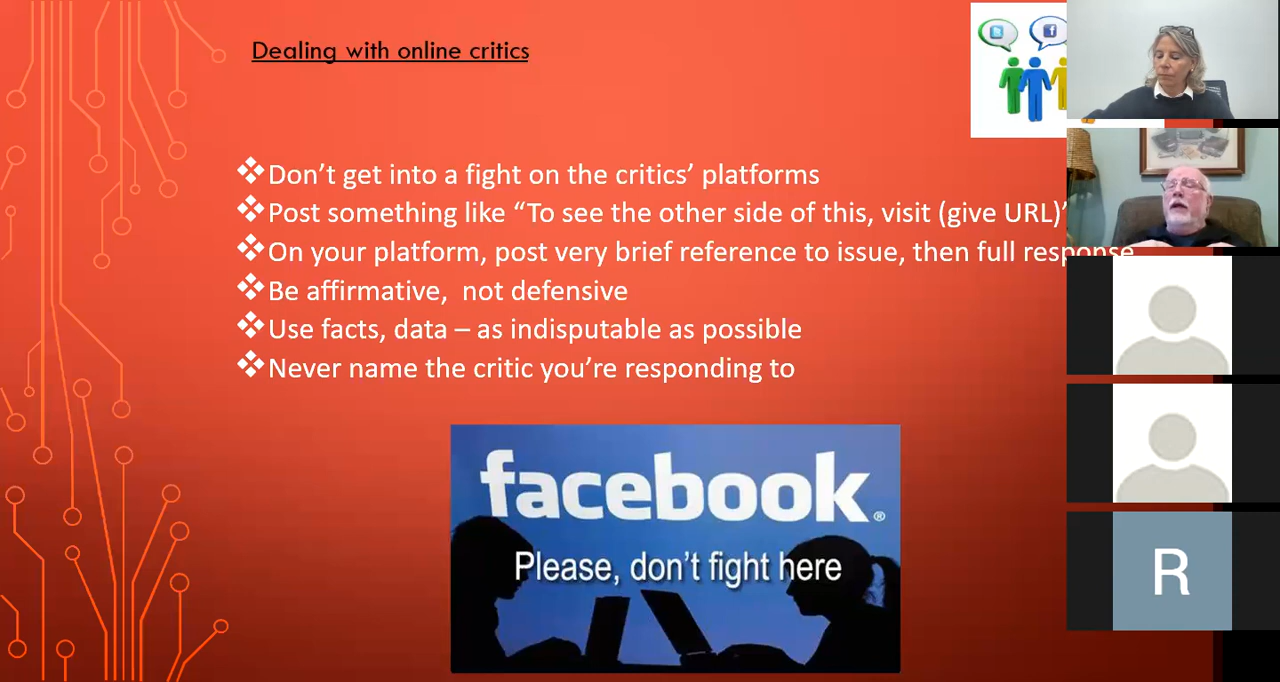 Dealing with online critics
Don’t get into a fight on the critics’ platforms
Post something like “To see the other side of this, visit (give URL)”
On your platform, post very brief reference to issue, then full response
Be affirmative,  not defensive
Use facts, data – as indisputable as possible
Never name the critic you’re responding to
facebook®
Please, don’t fight here
R